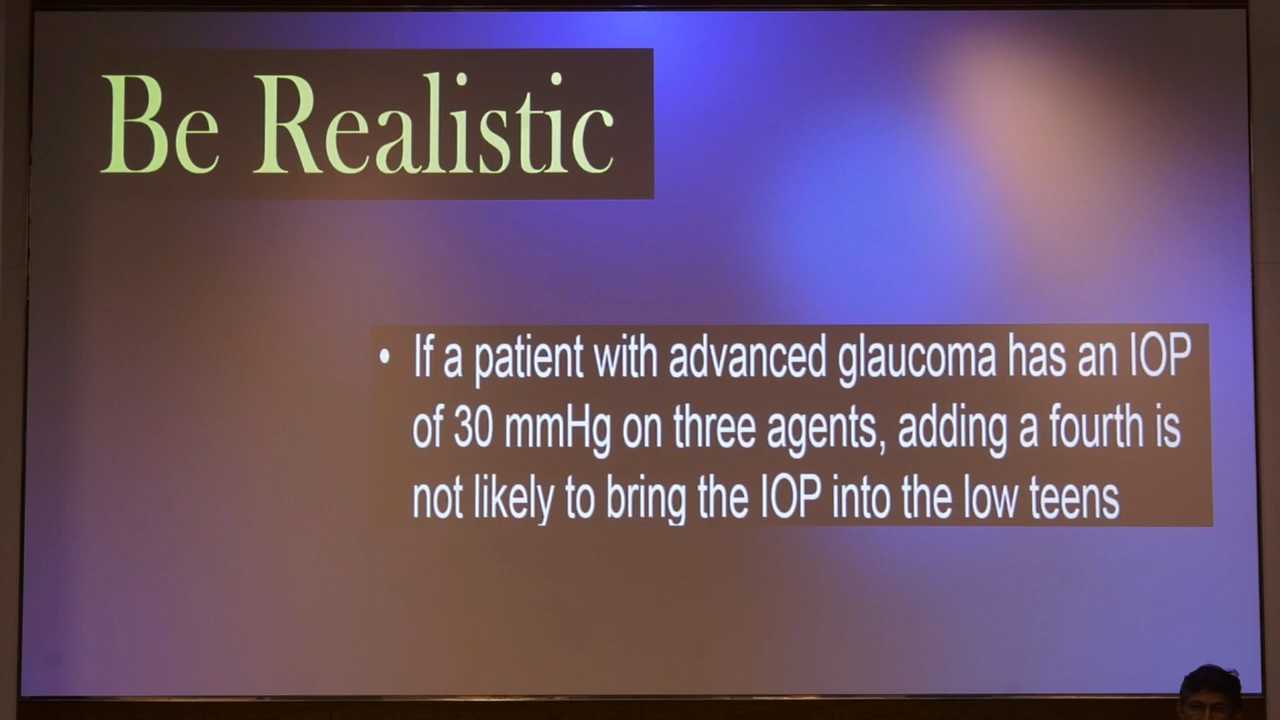 Be Realistic
• If a patient with advanced glaucoma has an IOP
of 30 mmHg on three agents, adding a fourth is
not likely to bring the IOP into the low teens